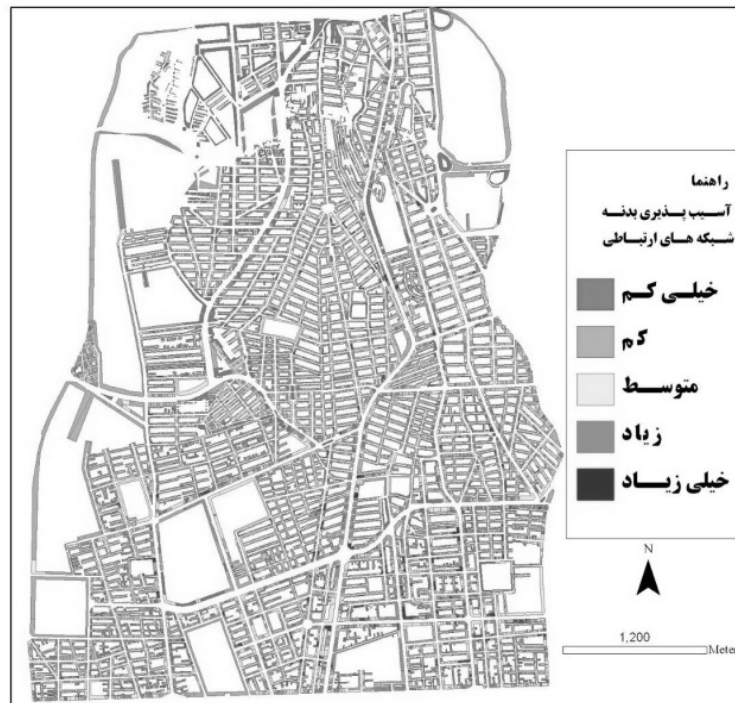 راهنما
آسیب پذیری بدنه
شبکه های ارتباطی
خیلی کم
کم
متوسط
زیاد
خیلی زیاد
N
1,200
Meter